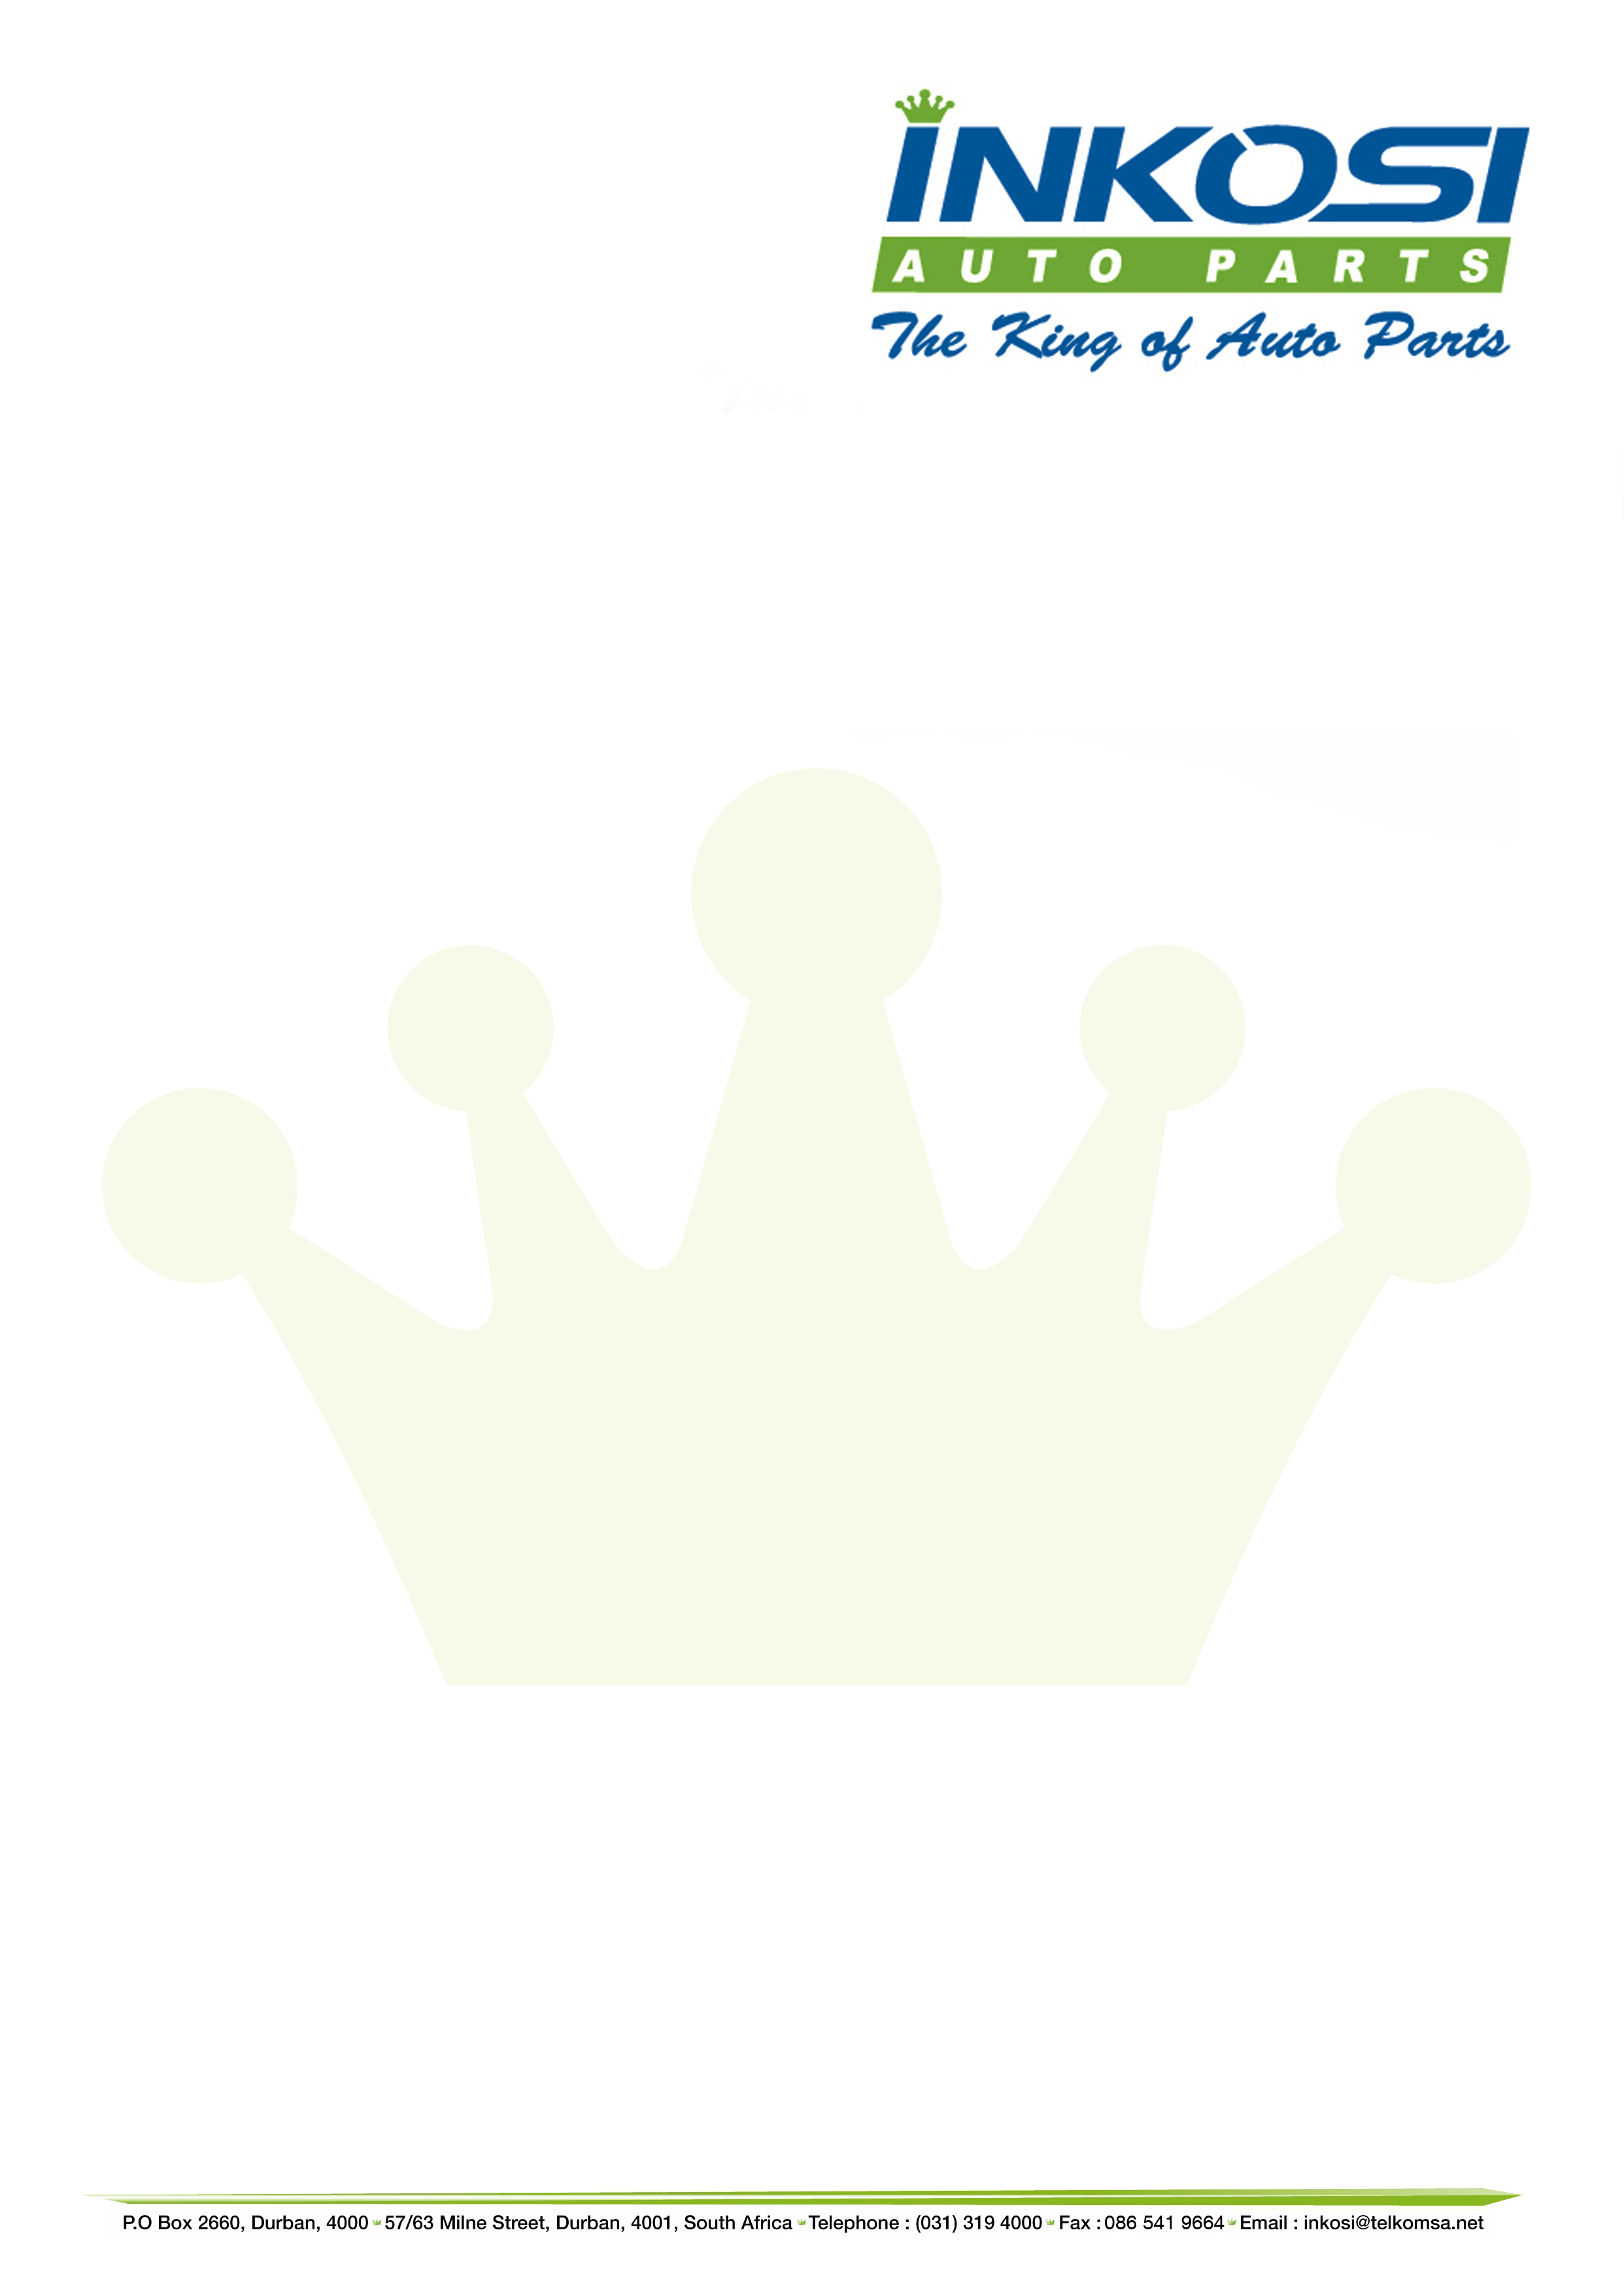 INKOSI
AUTO PARTS
The King of Auto Parts
P.O Box 2660, Durban, 4000 57/63 Milne Street, Durban, 4001, South Africa Telephone : (031) 319 4000 Fax : 086 541 9664 Email : inkosi@telkomsa.net